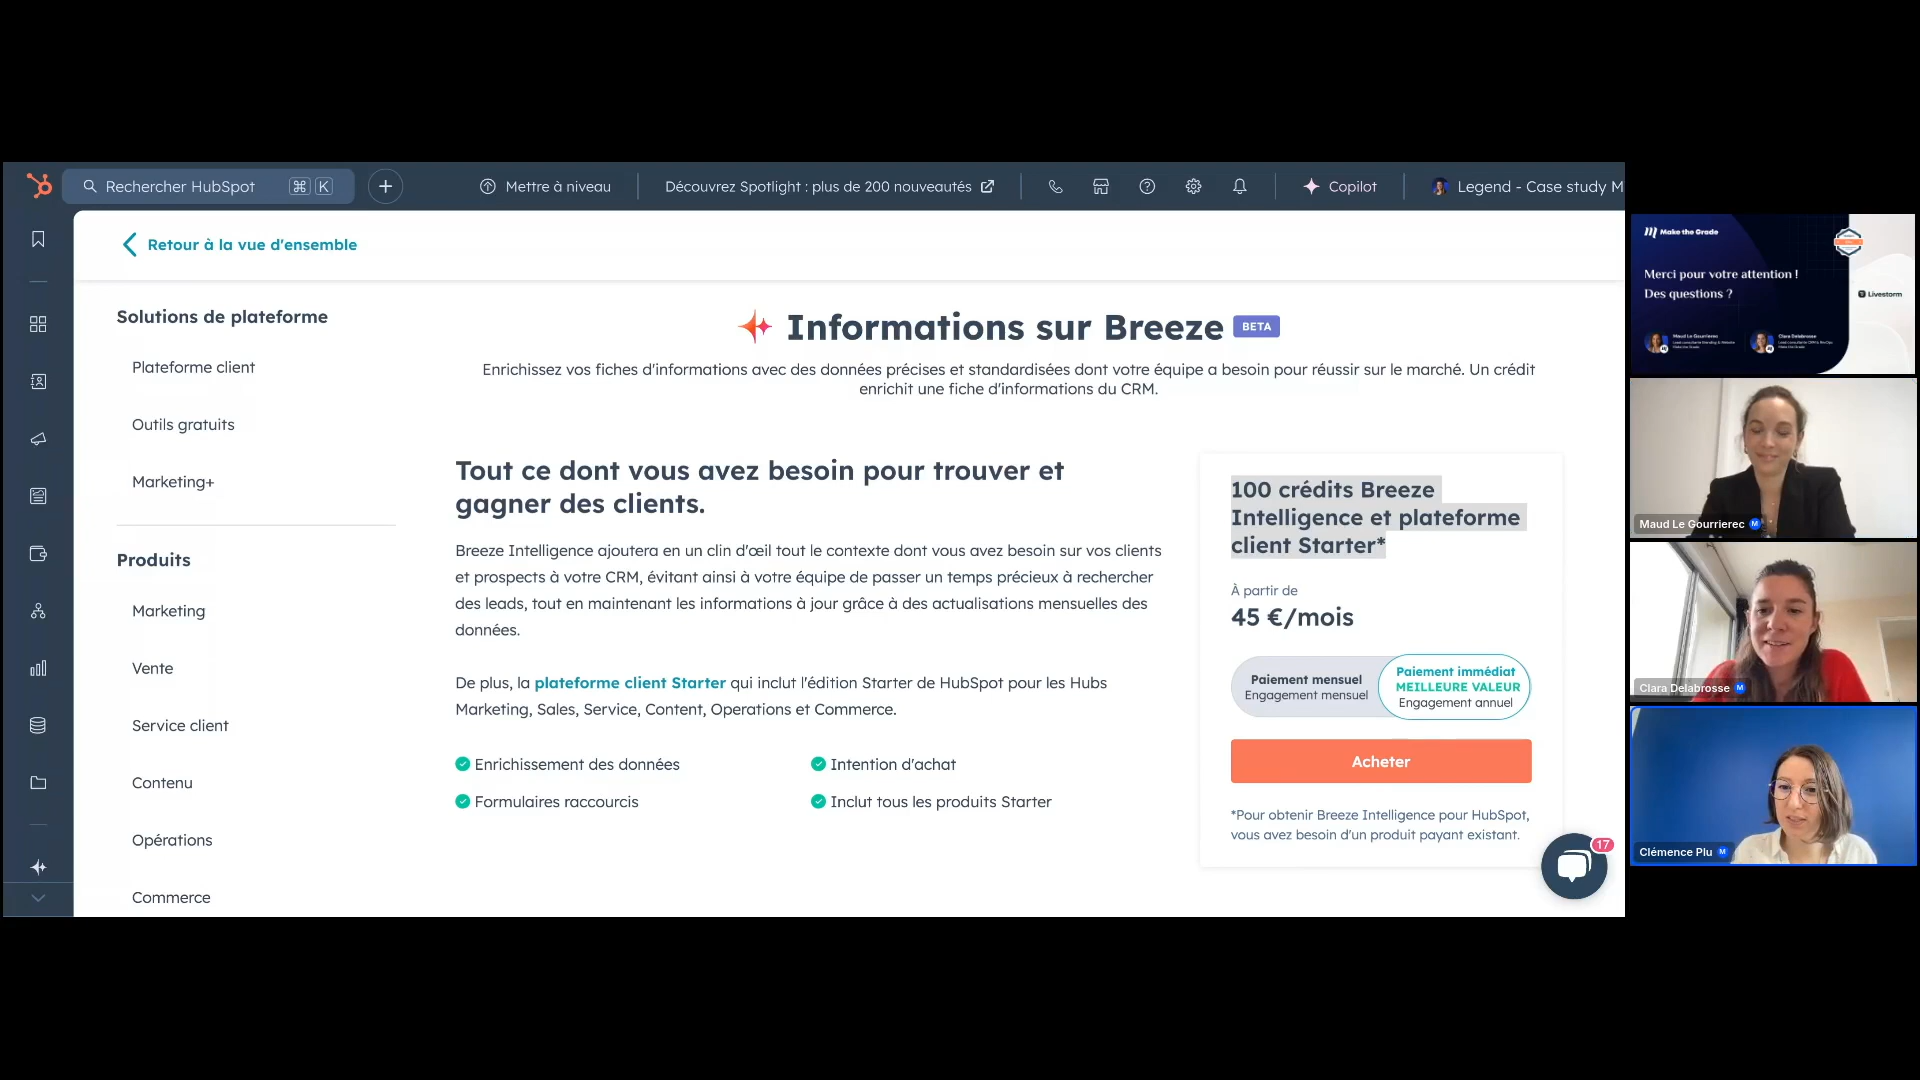 Rechercher HubSpot
⌘ K
Mettre à niveau
Découvrez Spotlight : plus de 200 nouveautés
Copilot
Legend - Case study M
Retour à la vue d'ensemble
Solutions de plateforme
Plateforme client
Outils gratuits
Marketing+
Produits
Marketing
Vente
Service client
Contenu
Opérations
Commerce
Informations sur Breeze BETA
Enrichissez vos fiches d'informations avec des données précises et standardisées dont votre équipe a besoin pour réussir sur le marché. Un crédit
enrichit une fiche d'informations du CRM.
Tout ce dont vous avez besoin pour trouver et
gagner des clients.
Breeze Intelligence ajoutera en un clin d'œil tout le contexte dont vous avez besoin sur vos clients
et prospects à votre CRM, évitant ainsi à votre équipe de passer un temps précieux à rechercher
des leads, tout en maintenant les informations à jour grâce à des actualisations mensuelles des
données.
De plus, la plateforme client Starter qui inclut l'édition Starter de HubSpot pour les Hubs
Marketing, Sales, Service, Content, Operations et Commerce.
Enrichissement des données
Intention d'achat
Formulaires raccourcis
Inclut tous les produits Starter
100 crédits Breeze
Intelligence et plateforme
client Starter*
À partir de
45 €/mois
Paiement mensuel
Engagement mensuel
Paiement immédiat
MEILLEURE VALEUR
Engagement annuel
Acheter
*Pour obtenir Breeze Intelligence pour HubSpot,
vous avez besoin d'un produit payant existant.
17
Make the Grade
Merci pour votre attention !
Des questions ?
Livestorm
Maud Le Gourrierec
Clara Delabrosse
Maud Le Gourrierec M
Clara Delabrosse M
Clémence Plu M